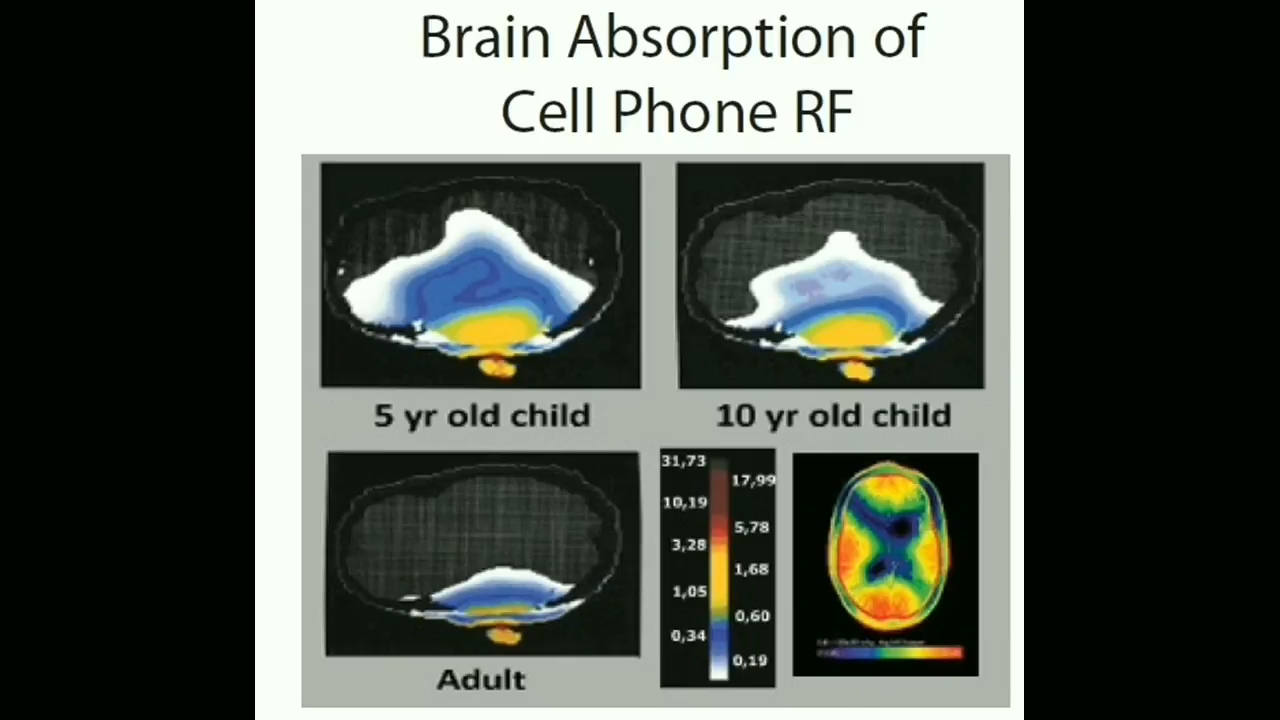 Brain Absorption of
Cell Phone RF
5 yr old child
10 yr old child
Adult
31,73
17,99
10,19
5,78
3,28
1,68
1,05
0,60
0,34
0,19